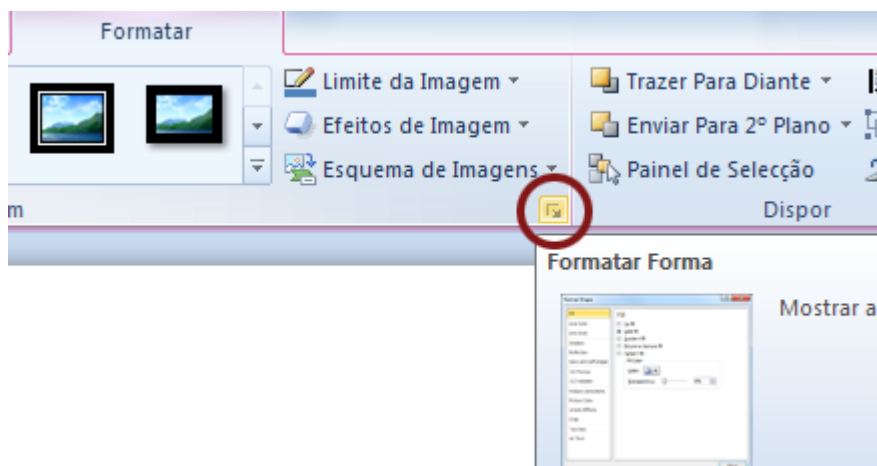 Formatar
Limite da Imagem
Trazer Para Diante
Efeitos de Imagem
Enviar Para 2º Plano
Esquema de Imagens
Painel de Selecção
m
Dispor
Formatar Forma
Mostrar a